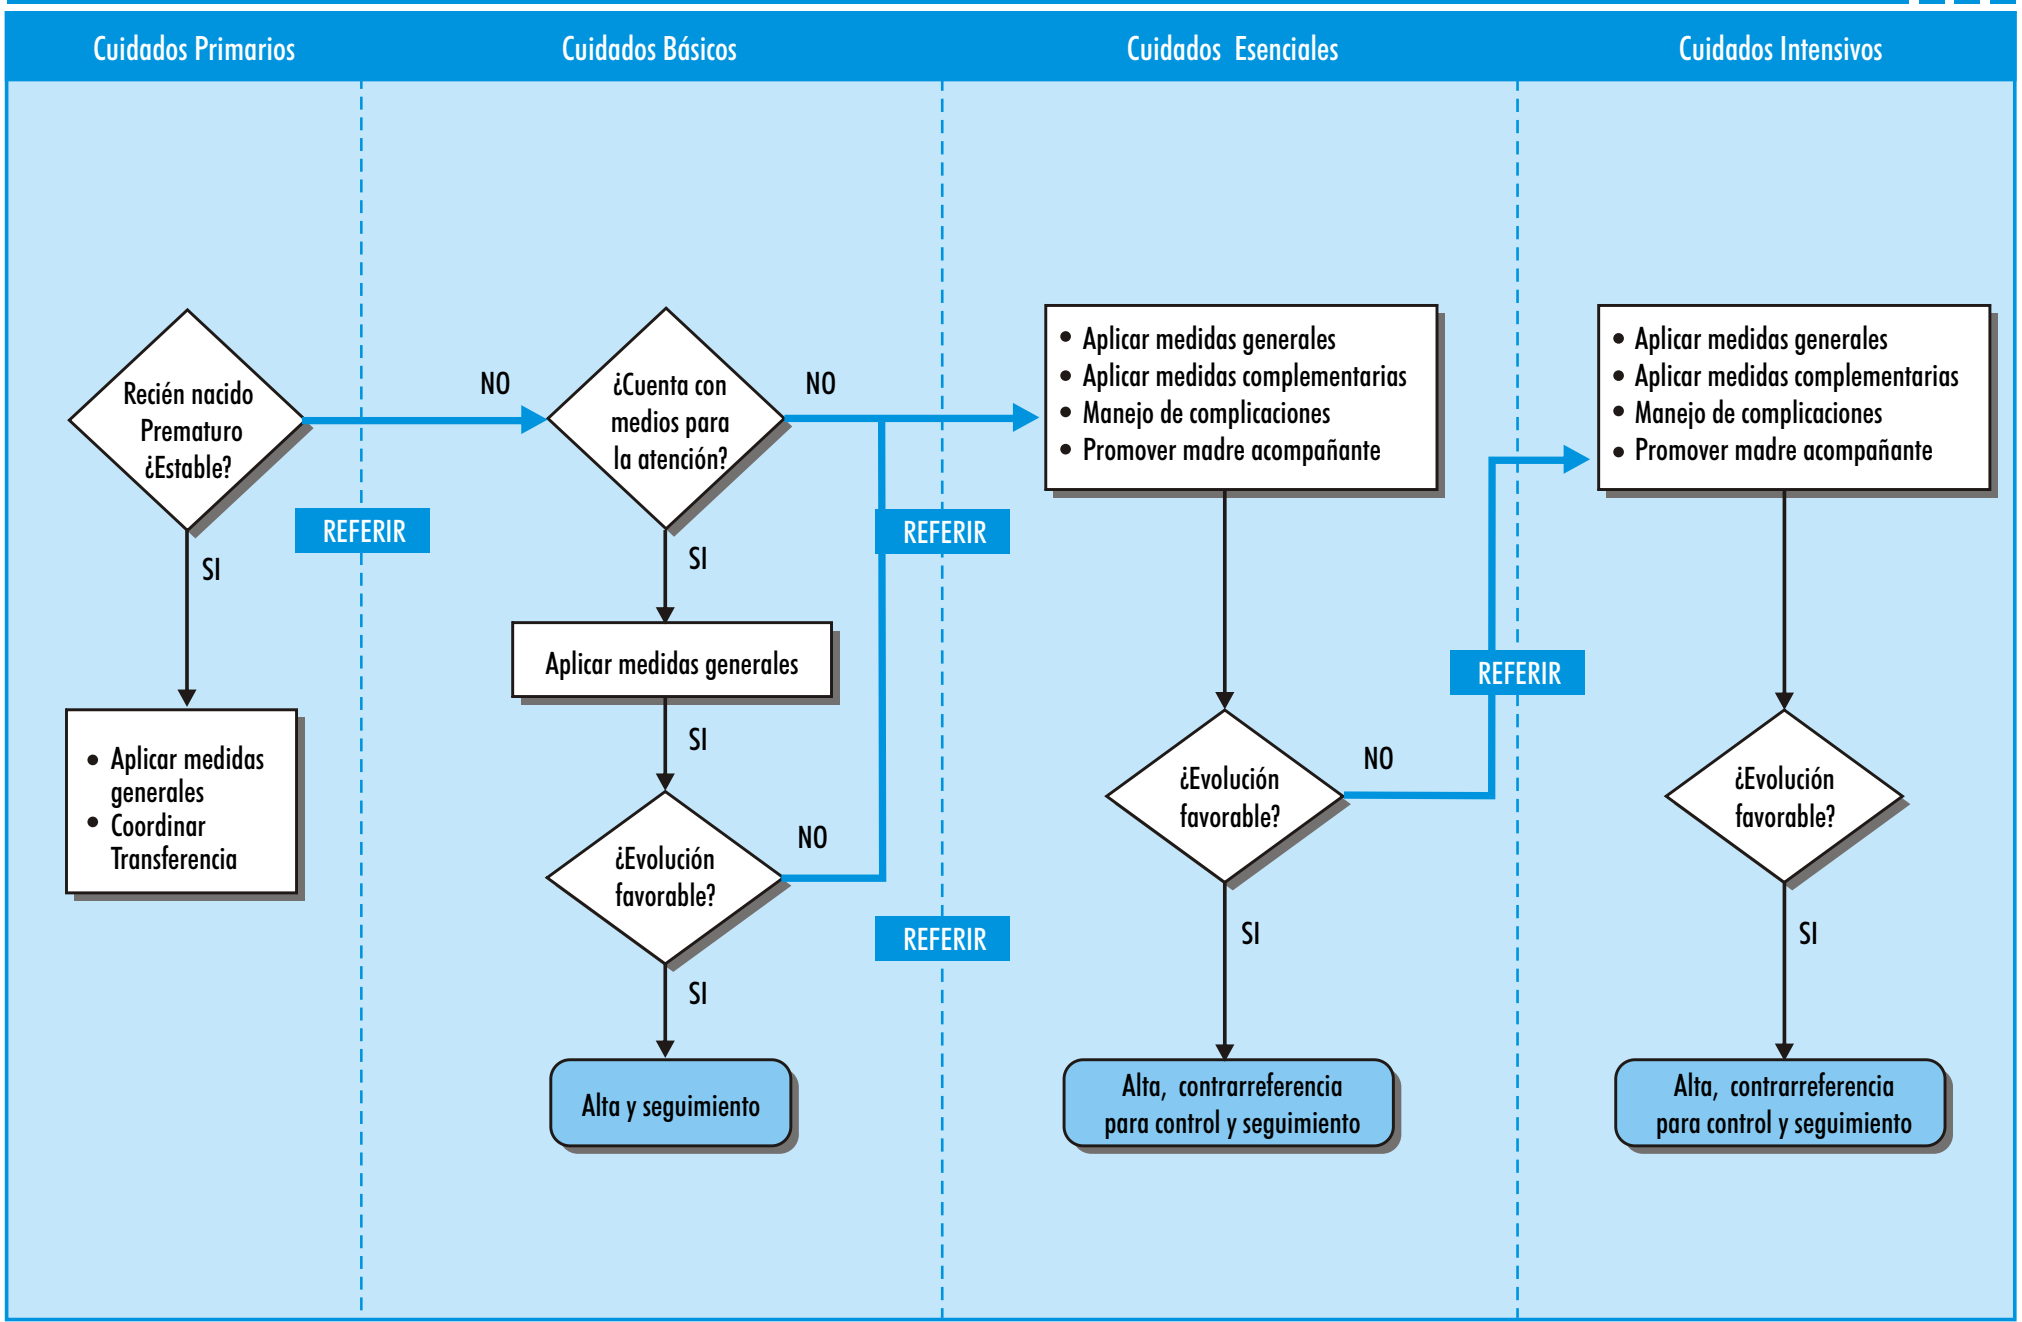 Cuidados Primarios
Cuidados Básicos
Cuidados Esenciales
Cuidados Intensivos
Recién nacido
Prematuro
¿Estable?
NO
REFERIR
SI
• Aplicar medidas
generales
• Coordinar
Transferencia
¿Cuenta con
medios para
la atención?
NO
REFERIR
SI
Aplicar medidas generales
SI
¿Evolución
favorable?
NO
REFERIR
SI
Alta y seguimiento
• Aplicar medidas generales
• Aplicar medidas complementarias
• Manejo de complicaciones
• Promover madre acompañante
¿Evolución
favorable?
NO
REFERIR
SI
Alta, contrarreferencia
para control y seguimiento
• Aplicar medidas generales
• Aplicar medidas complementarias
• Manejo de complicaciones
• Promover madre acompañante
¿Evolución
favorable?
SI
Alta, contrarreferencia
para control y seguimiento